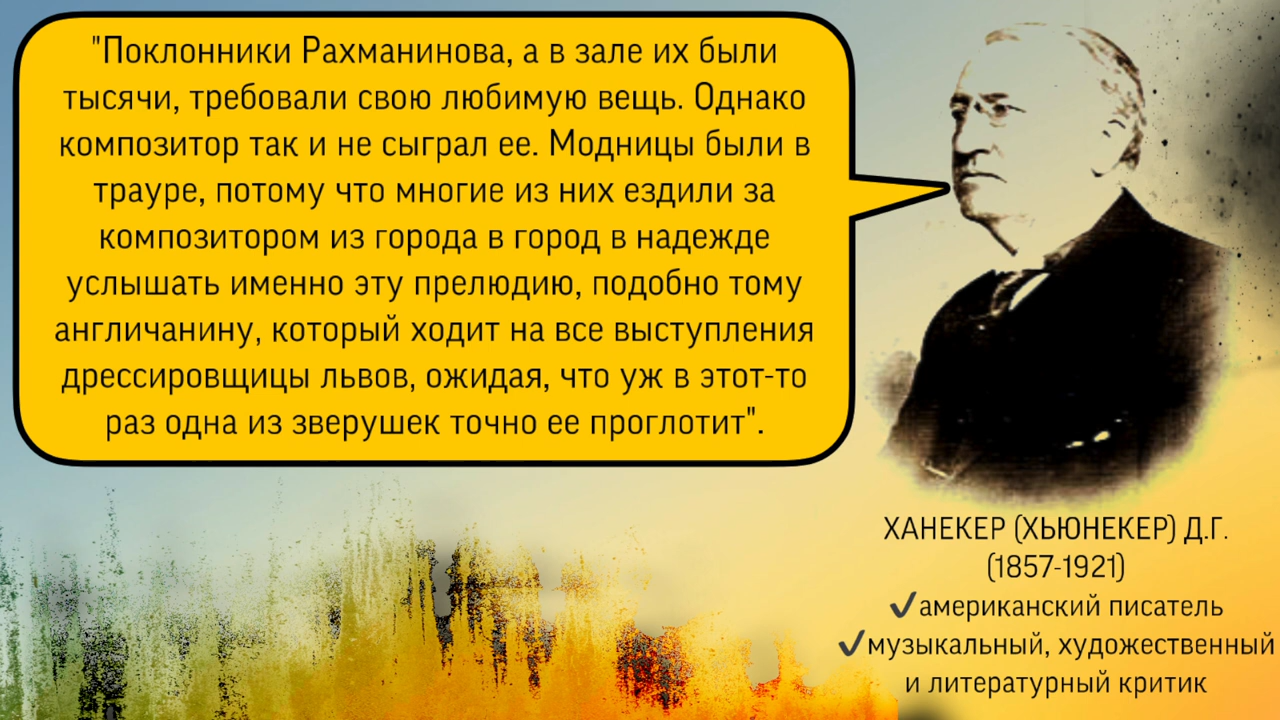 "Поклонники Рахманинова, а в зале их были
тысячи, требовали свою любимую вещь. Однако
композитор так и не сыграл ее. Модницы были в
трауре, потому что многие из них ездили за
композитором из города в город в надежде
услышать именно эту прелюдию, подобно тому
англичанину, который ходит на все выступления
дрессировщицы львов, ожидая, что уж в этот-то
раз одна из зверушек точно ее проглотит".
ХАНЕКЕР (ХЬЮНЕКЕР) Д.Г.
(1857-1921)
✔американский писатель
✔музыкальный, художественный
и литературный критик